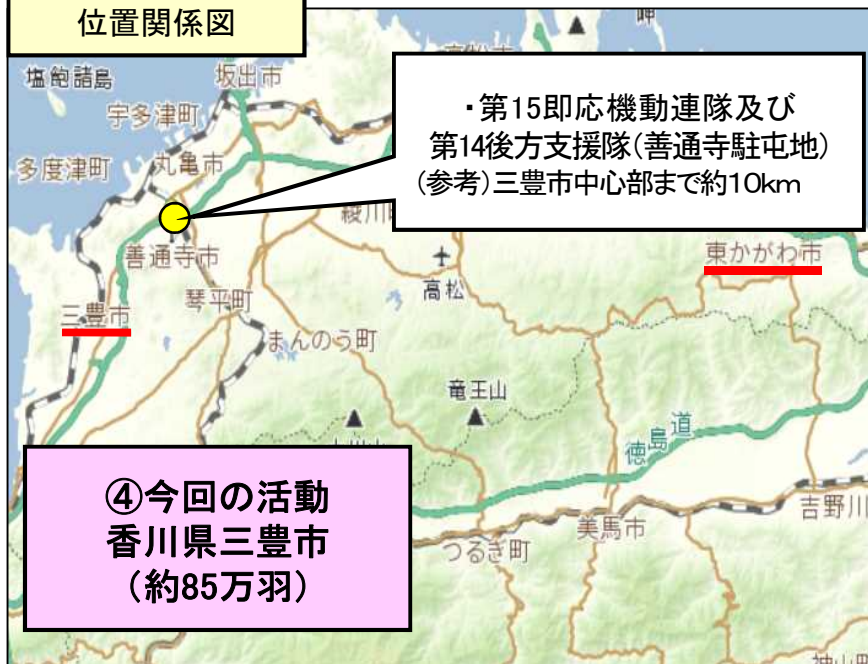 位置関係図
岬
塩飽諸島
坂出市
・第15即応機動連隊及び
第14後方支援隊(善通寺駐屯地)
(参考)三豊市中心部まで約10km
宇多津町
多度津町
丸亀市
善通寺市
東かがわ市
高松
琴平町
三豊市
まんのう町
竜王山
徳島道
④今回の活動
香川県三豊市
(約85万羽)
吉野川
美馬市
つるぎ町